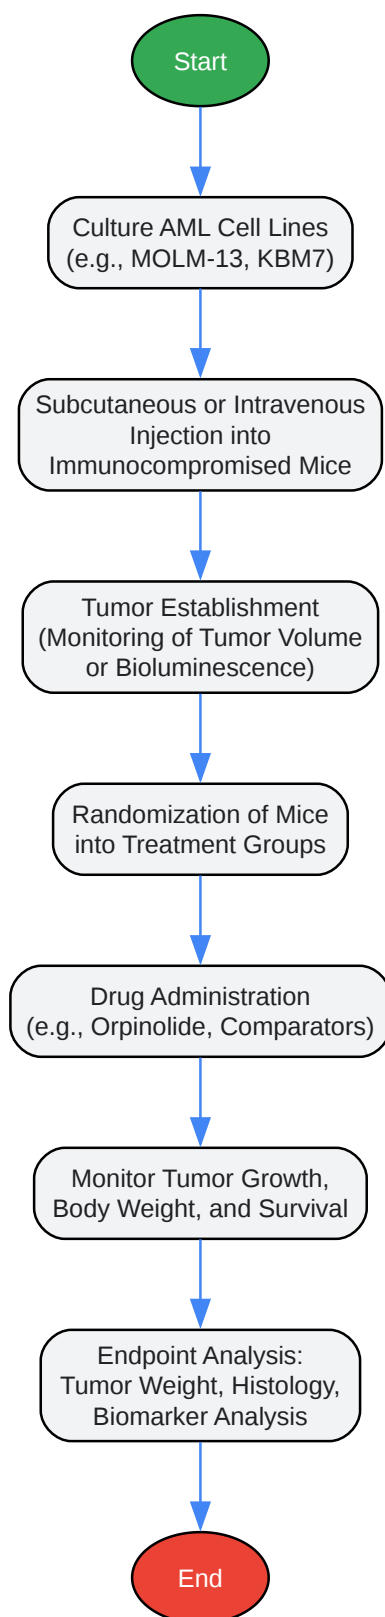 Start
Culture AML Cell Lines
(e.g., MOLM-13, KBM7)
Subcutaneous or Intravenous
Injection into
Immunocompromised Mice
Tumor Establishment
(Monitoring of Tumor Volume
or Bioluminescence)
Randomization of Mice
into Treatment Groups
Drug Administration
(e.g., Orpinolide, Comparators)
Monitor Tumor Growth,
Body Weight, and Survival
Endpoint Analysis:
Tumor Weight, Histology,
Biomarker Analysis
End